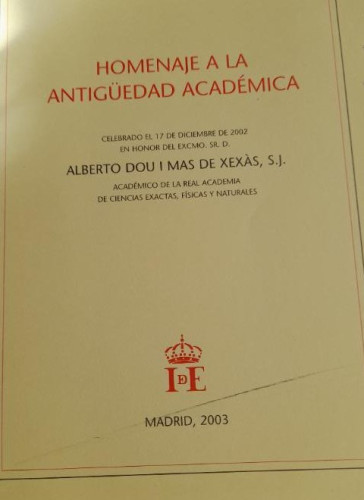 HOMENAJE A LA
ANTIGÜEDAD ACADÉMICA
CELEBRADO EL 17 DE DICIEMBRE DE 2002
EN HONOR DEL EXCMO. SR. D.
ALBERTO DOU I MAS DE XEXÀS, S.J.
ACADÉMICO DE LA REAL ACADEMIA
DE CIENCIAS EXACTAS, FÍSICAS Y NATURALES
IDE
MADRID, 2003